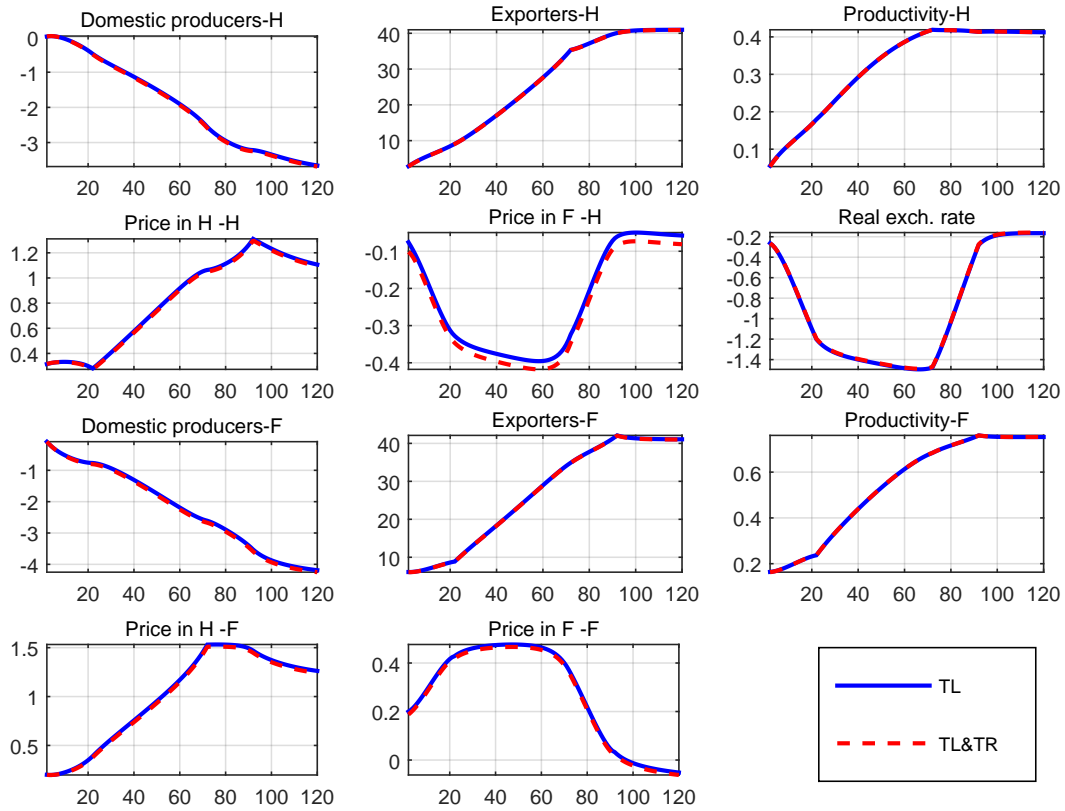 Domestic producers-H
0
-1
-2
-3
20 40 60 80 100 120
Exporters-H
40
30
20
10
20 40 60 80 100 120
Productivity-H
0.4
0.3
0.2
0.1
20 40 60 80 100 120
Price in H -H
1.2
1
0.8
0.6
0.4
20 40 60 80 100 120
Price in F -H
-0.1
-0.2
-0.3
-0.4
20 40 60 80 100 120
Real exch. rate
-0.2
-0.4
-0.6
-0.8
-1
-1.2
-1.4
20 40 60 80 100 120
Domestic producers-F
-1
-2
-3
-4
20 40 60 80 100 120
Exporters-F
40
30
20
10
20 40 60 80 100 120
Productivity-F
0.6
0.4
0.2
20 40 60 80 100 120
Price in H -F
1.5
1
0.5
20 40 60 80 100 120
Price in F -F
0.4
0.2
0
20 40 60 80 100 120
TL
TL&TR